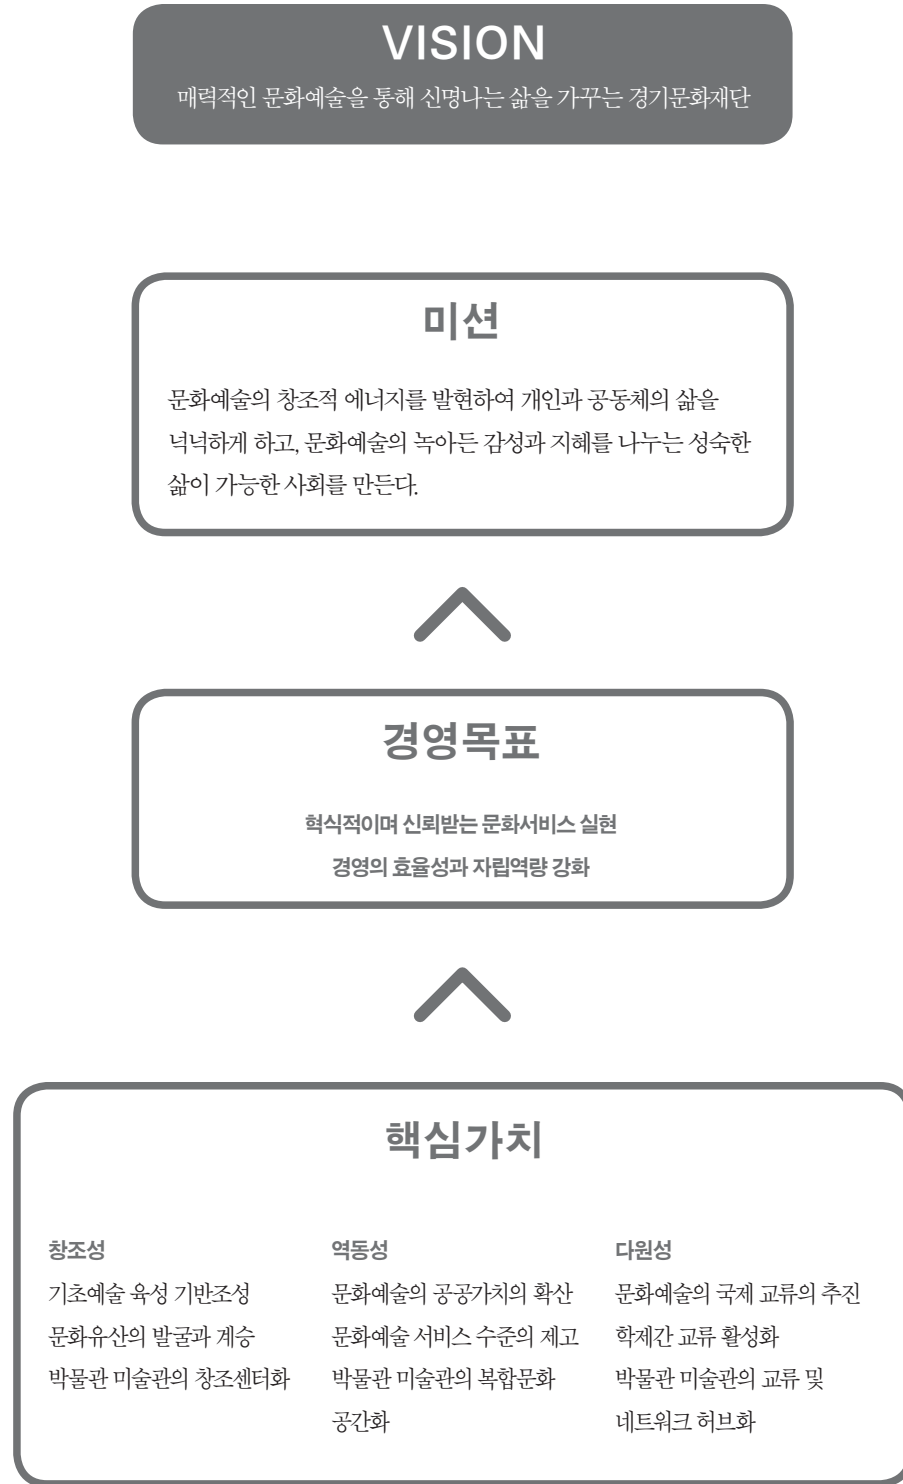 VISION
매력적인 문화예술을 통해 신명나는 삶을 가꾸는 경기문화재단
미션
문화예술의 창조적 에너지를 발현하여 개인과 공동체의 삶을
넉넉하게 하고, 문화예술의 녹아든 감성과 지혜를 나누는 성숙한
삶이 가능한 사회를 만든다.
경영목표
혁식적이며 신뢰받는 문화서비스 실현
경영의 효율성과 자립역량 강화
핵심가치
창조성
기초예술 육성 기반조성
문화유산의 발굴과 계승
박물관 미술관의 창조센터화
역동성
문화예술의 공공가치의 확산
문화예술 서비스 수준의 제고
박물관 미술관의 복합문화
공간화
다원성
문화예술의 국제 교류의 추진
학제간 교류 활성화
박물관 미술관의 교류 및
네트워크 허브화